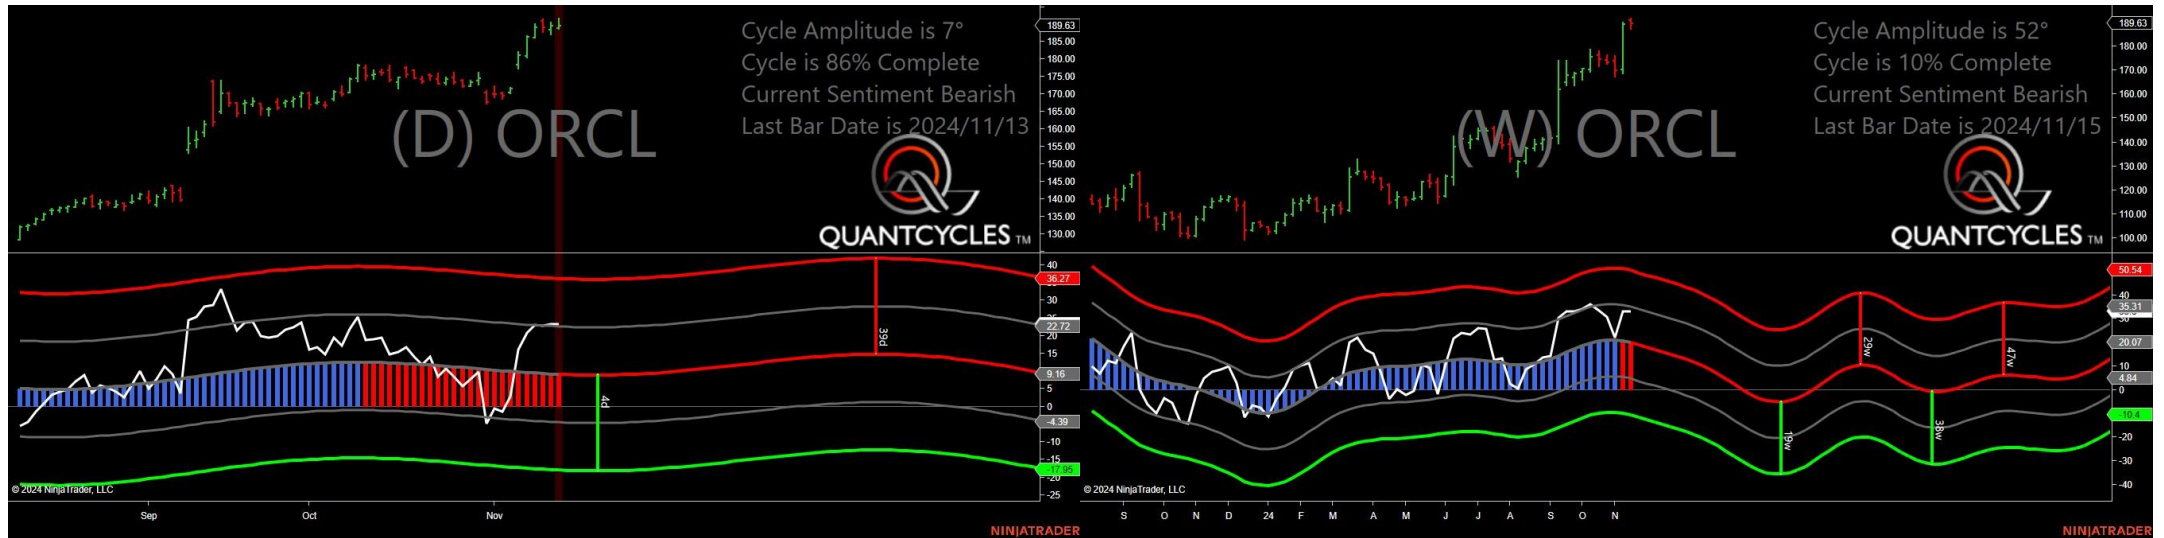 Cycle Amplitude is 7°
Cycle is 86% Complete
Current Sentiment Bearish
Last Bar Date is 2024/11/13
(D) ORCL
QUANTCYCLES TM
189.63
185.00
180.00
175.00
170.00
165.00
160.00
155.00
150.00
145.00
140.00
135.00
130.00
40
36.27
30
22.72
20
15
9.16
5
0
-4.39
-10
-15
-17.95
-20
-25
39d
4d
© 2024 NinjaTrader, LLC
Sep Oct Nov
NINJATRADER
Cycle Amplitude is 52°
Cycle is 10% Complete
Current Sentiment Bearish
Last Bar Date is 2024/11/15
(W) ORCL
QUANTCYCLES TM
189.63
180.00
170.00
160.00
150.00
140.00
130.00
120.00
110.00
100.00
50.54
40
35.31
30
20.07
10
4.84
0
-10.4
-20
-30
-40
29w
47w
19w
38w
© 2024 NinjaTrader, LLC
S O N D 24 F M A M J J A S O N
NINJATRADER